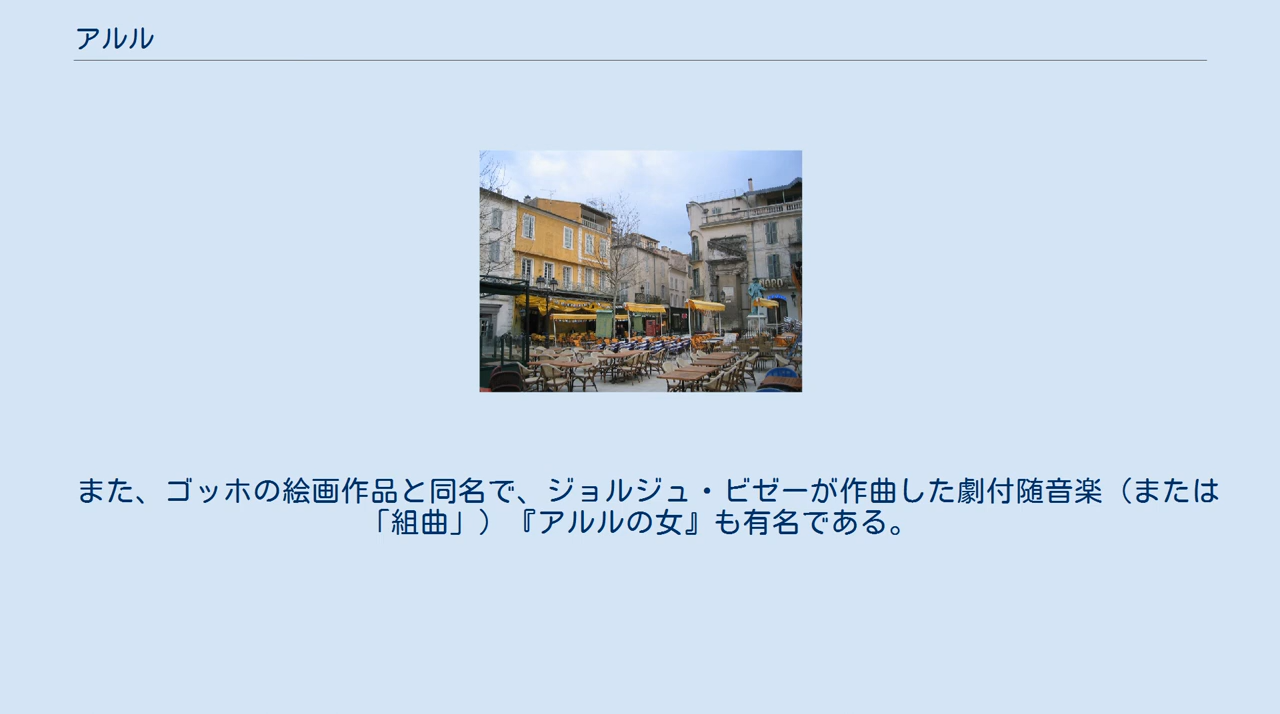 アルル
また、ゴッホの絵画作品と同名で、ジョルジュ・ビゼーが作曲した劇付随音楽（または
「組曲」）『アルルの女』も有名である。